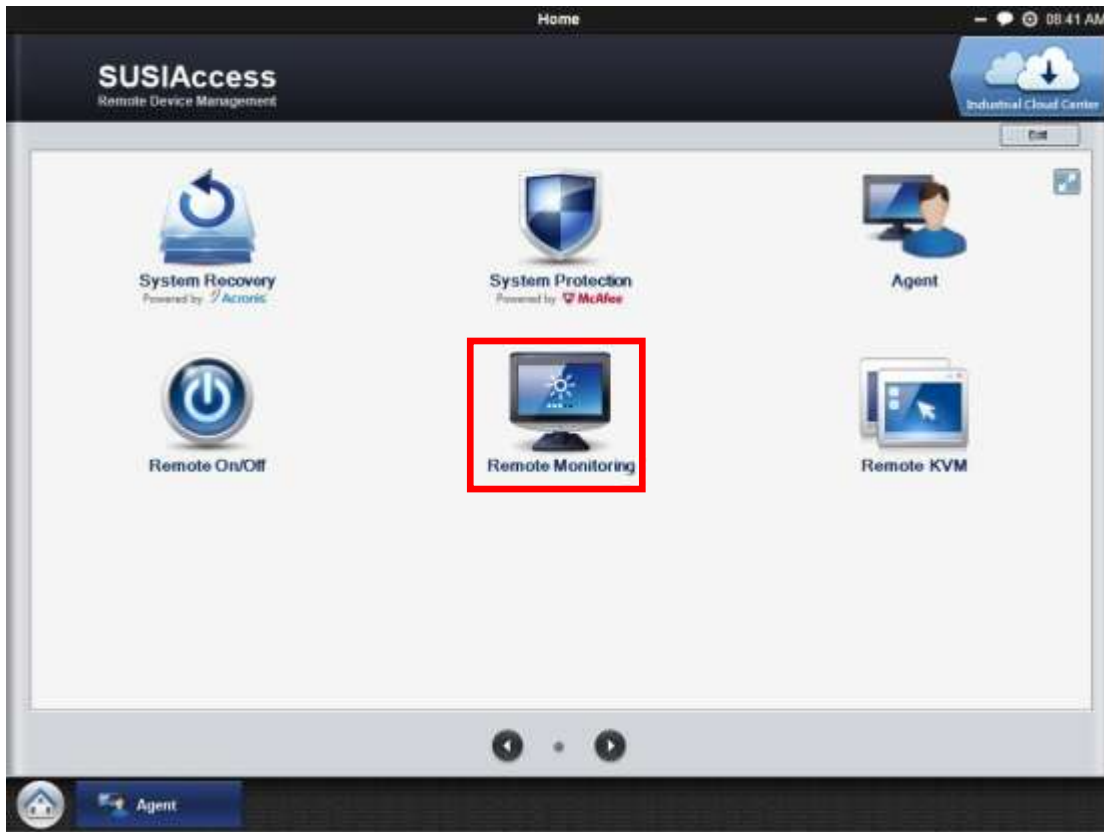 Home
08:41 AM
SUSIAccess
Remote Device Management
Industrial Cloud Center
Exit
System Recovery
Powered by Acronis
System Protection
Powered by McAfee
Agent
Remote On/Off
Remote Monitoring
Remote KVM
Agent